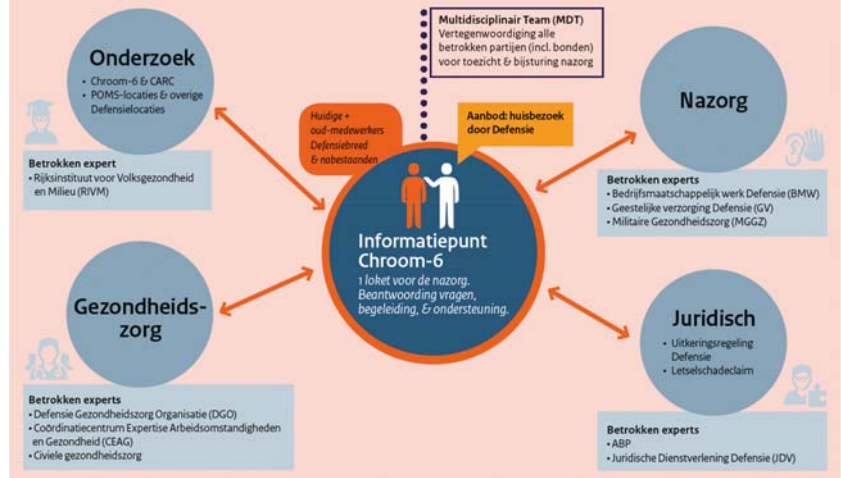 Multidisciplinair Team (MDT)
Vertegenwoordiging alle
betrokken partijen (incl. bonden)
voor toezicht & bijsturing nazorg
Onderzoek
• Chroom-6 & CARC
• POMS-locaties & overige
Defensielocaties
Betrokken expert
• Rijksinstituut voor Volksgezondheid
en Milieu (RIVM)
Huidige +
oud-medewerkers
Defensiebreed
& nabestaanden
Aanbod: huisbezoek
door Defensie
Nazorg
Betrokken experts
• Bedrijfsmaatschappelijk werk Defensie (BMW)
• Geestelijke verzorging Defensie (GV)
• Militaire Gezondheidszorg (MGGZ)
Informatiepunt
Chroom-6
1 loket voor de nazorg.
Beantwoording vragen,
begeleiding, & ondersteuning.
Gezondheids-
zorg
Betrokken experts
• Defensie Gezondheidszorg Organisatie (DGO)
• Coördinatiecentrum Expertise Arbeidsomstandigheden
en Gezondheid (CEAG)
• Civiele gezondheidszorg
Juridisch
• Uitkeringsregeling
Defensie
• Letselschadeclaim
Betrokken experts
• ABP
• Juridische Dienstverlening Defensie (JDV)